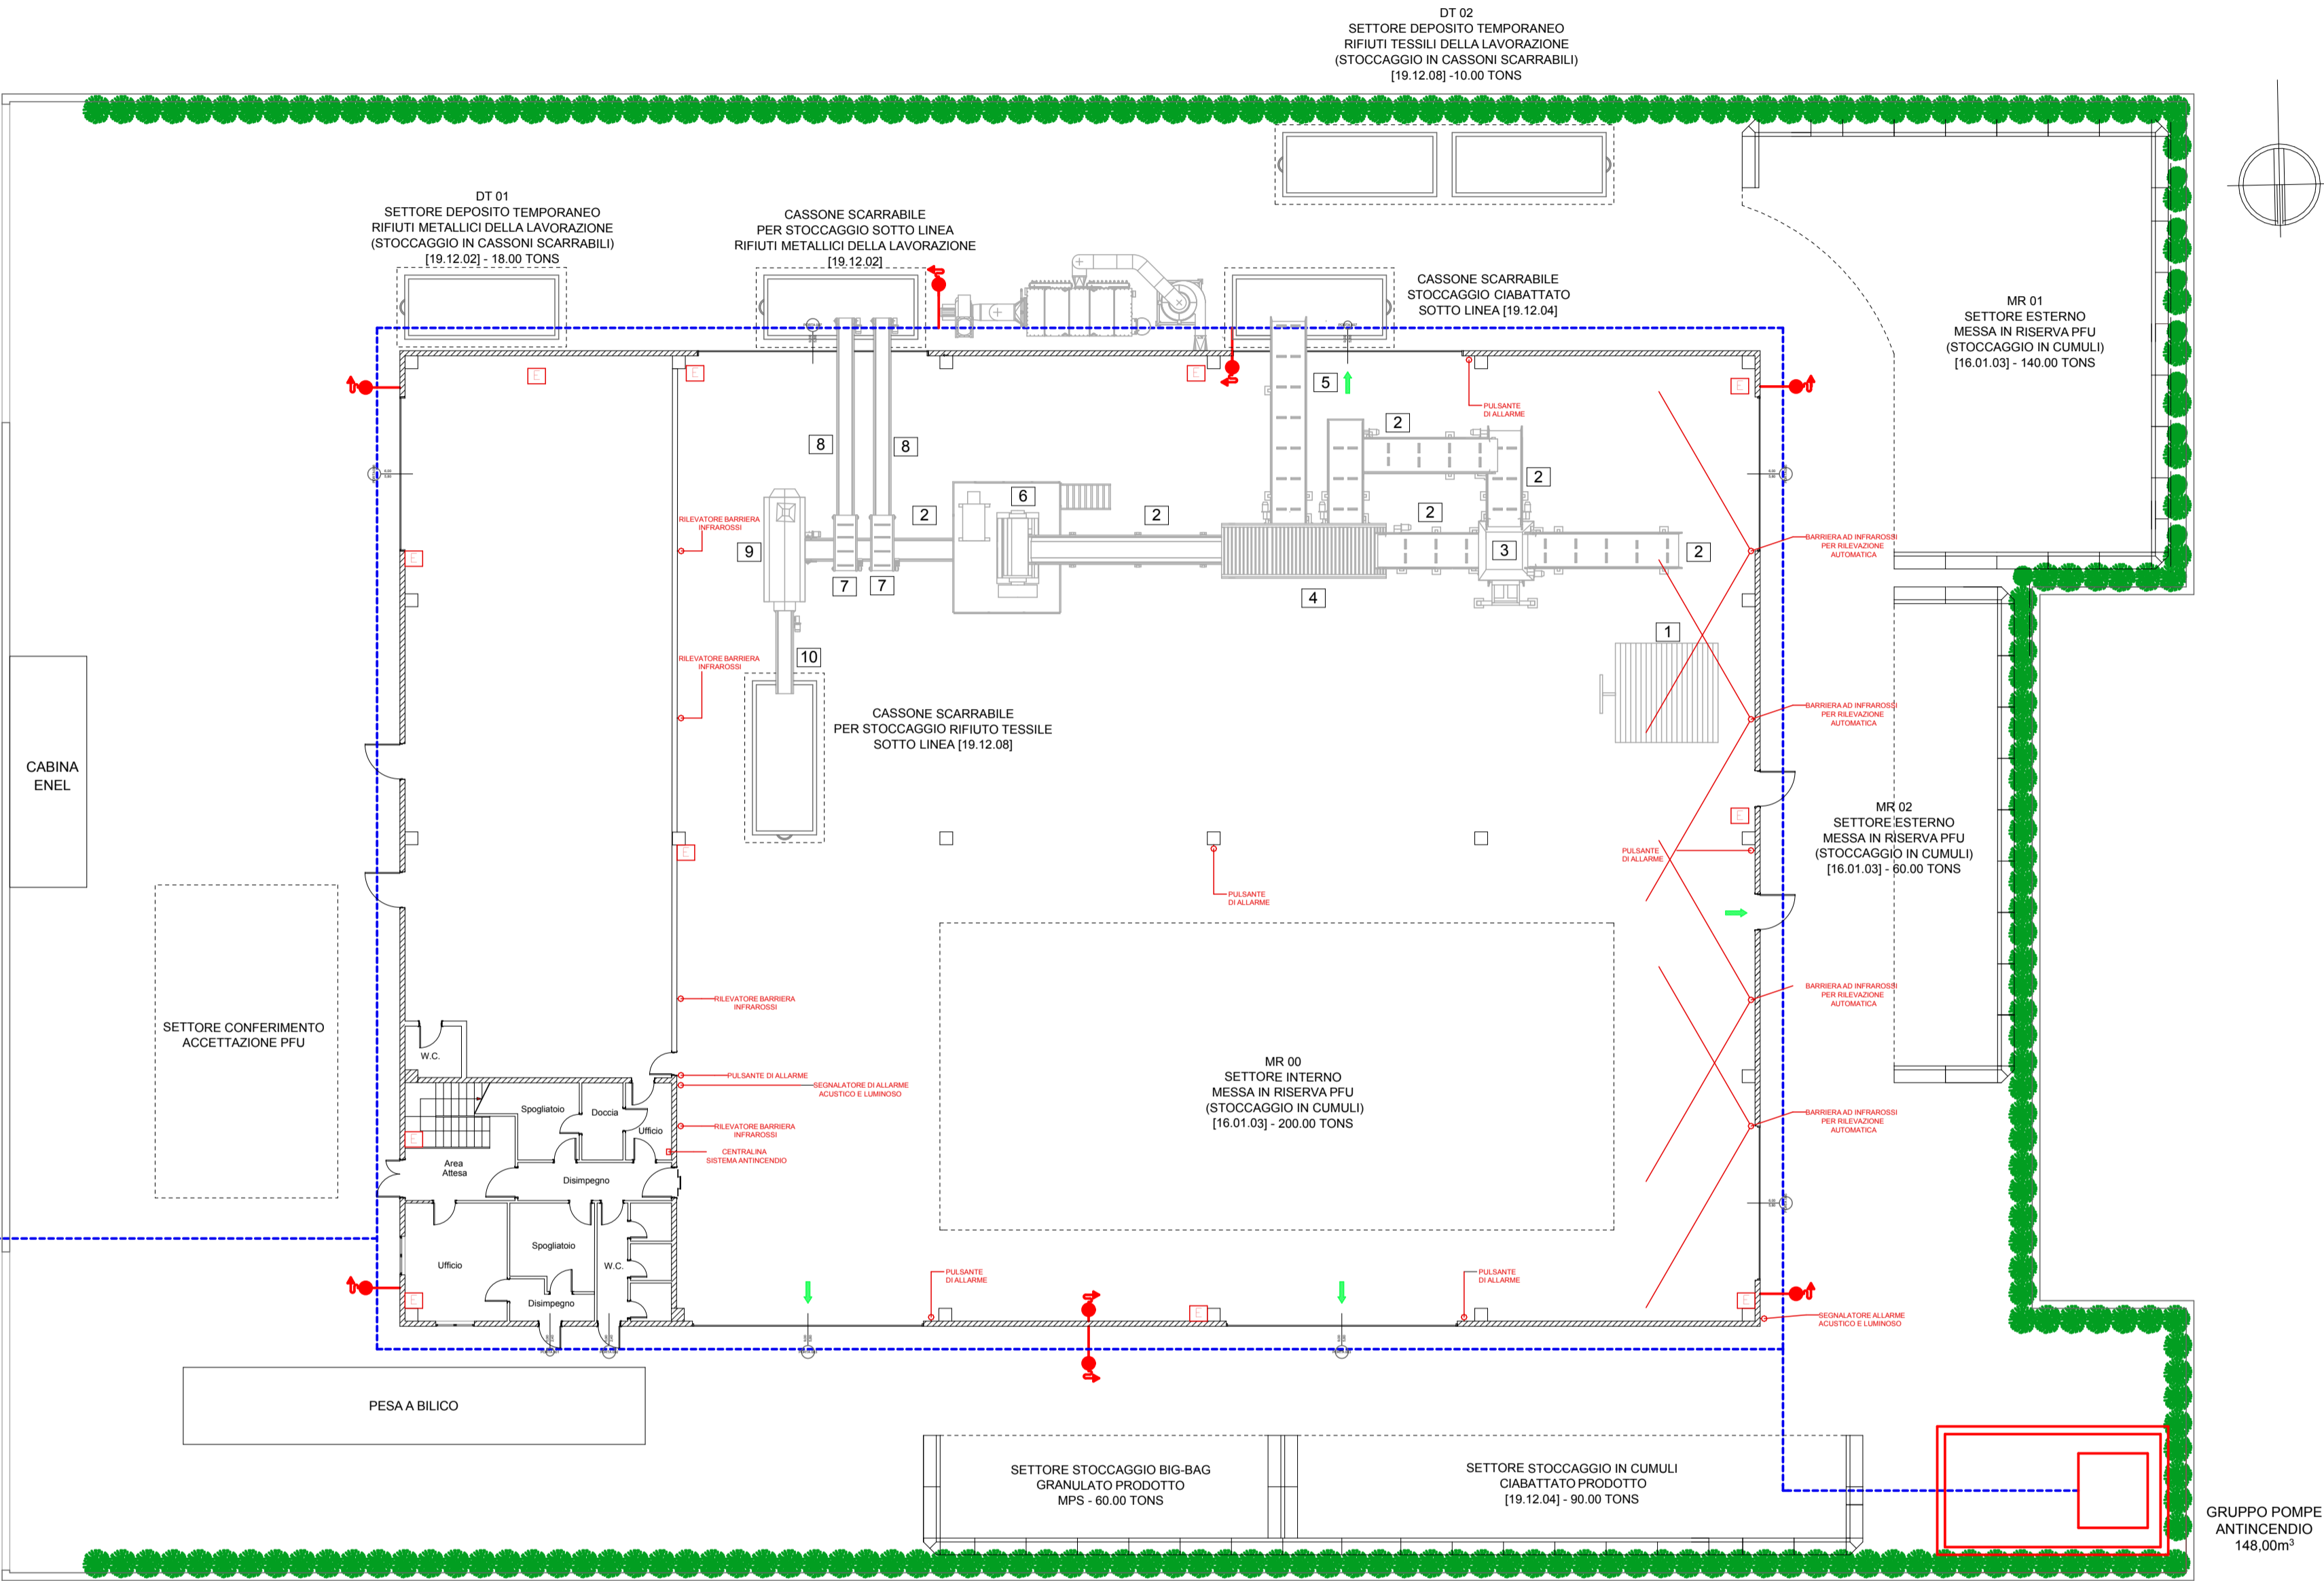 DT 02
SETTORE DEPOSITO TEMPORANEO
RIFIUTI TESSILI DELLA LAVORAZIONE
(STOCCAGGIO IN CASSONI SCARRABILI)
[19.12.08] -10.00 TONS
DT 01
SETTORE DEPOSITO TEMPORANEO
RIFIUTI METALLICI DELLA LAVORAZIONE
(STOCCAGGIO IN CASSONI SCARRABILI)
[19.12.02] - 18.00 TONS
CASSONE SCARRABILE
PER STOCCAGGIO SOTTO LINEA
RIFIUTI METALLICI DELLA LAVORAZIONE
[19.12.02]
CASSONE SCARRABILE
STOCCAGGIO CIABATTATO
SOTTO LINEA [19.12.04]
MR 01
SETTORE ESTERNO
MESSA IN RISERVA PFU
(STOCCAGGIO IN CUMULI)
[16.01.03] - 140.00 TONS
E
E
E
E
5
PULSANTE
DI ALLARME
8
8
2
2
6
2
2
2
RILEVATORE BARRIERA
INFRAROSSI
9
3
2
BARRIERA AD INFRAROSSI
PER RILEVAZIONE
AUTOMATICA
E
7
7
4
1
RILEVATORE BARRIERA
INFRAROSSI
10
CASSONE SCARRABILE
PER STOCCAGGIO RIFIUTO TESSILE
SOTTO LINEA [19.12.08]
BARRIERA AD INFRAROSSI
PER RILEVAZIONE
AUTOMATICA
CABINA
ENEL
MR 02
SETTORE ESTERNO
MESSA IN RISERVA PFU
(STOCCAGGIO IN CUMULI)
[16.01.03] - 60.00 TONS
E
E
PULSANTE
DI ALLARME
PULSANTE
DI ALLARME
BARRIERA AD INFRAROSSI
PER RILEVAZIONE
AUTOMATICA
RILEVATORE BARRIERA
INFRAROSSI
SETTORE CONFERIMENTO
ACCETTAZIONE PFU
W.C.
MR 00
SETTORE INTERNO
MESSA IN RISERVA PFU
(STOCCAGGIO IN CUMULI)
[16.01.03] - 200.00 TONS
PULSANTE DI ALLARME
SEGNALATORE DI ALLARME
ACUSTICO E LUMINOSO
Spogliatoio
Doccia
Ufficio
RILEVATORE BARRIERA
INFRAROSSI
BARRIERA AD INFRAROSSI
PER RILEVAZIONE
AUTOMATICA
E
CENTRALINA
SISTEMA ANTINCENDIO
Area
Attesa
Disimpegno
Spogliatoio
Ufficio
W.C.
Disimpegno
PULSANTE
DI ALLARME
PULSANTE
DI ALLARME
E
E
E
SEGNALATORE ALLARME
ACUSTICO E LUMINOSO
PESA A BILICO
SETTORE STOCCAGGIO BIG-BAG
GRANULATO PRODOTTO
MPS - 60.00 TONS
SETTORE STOCCAGGIO IN CUMULI
CIABATTATO PRODOTTO
[19.12.04] - 90.00 TONS
GRUPPO POMPE
ANTINCENDIO
148,00m³